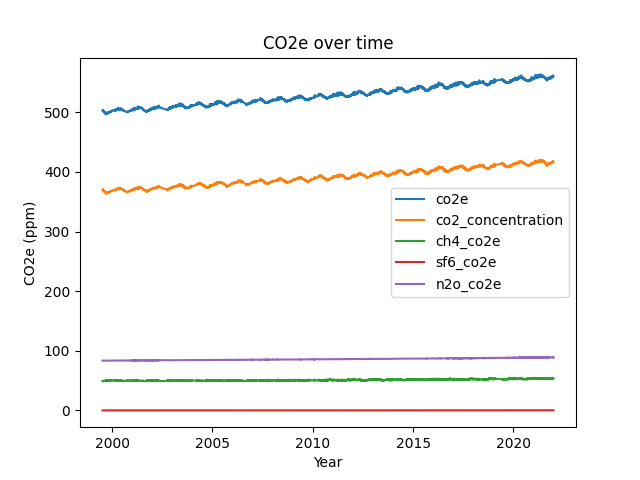 CO2e over time
CO2e (ppm)
500
400
300
200
100
0
co2e
co2_concentration
ch4_co2e
sf6_co2e
n2o_co2e
2000 2005 2010 2015 2020
Year